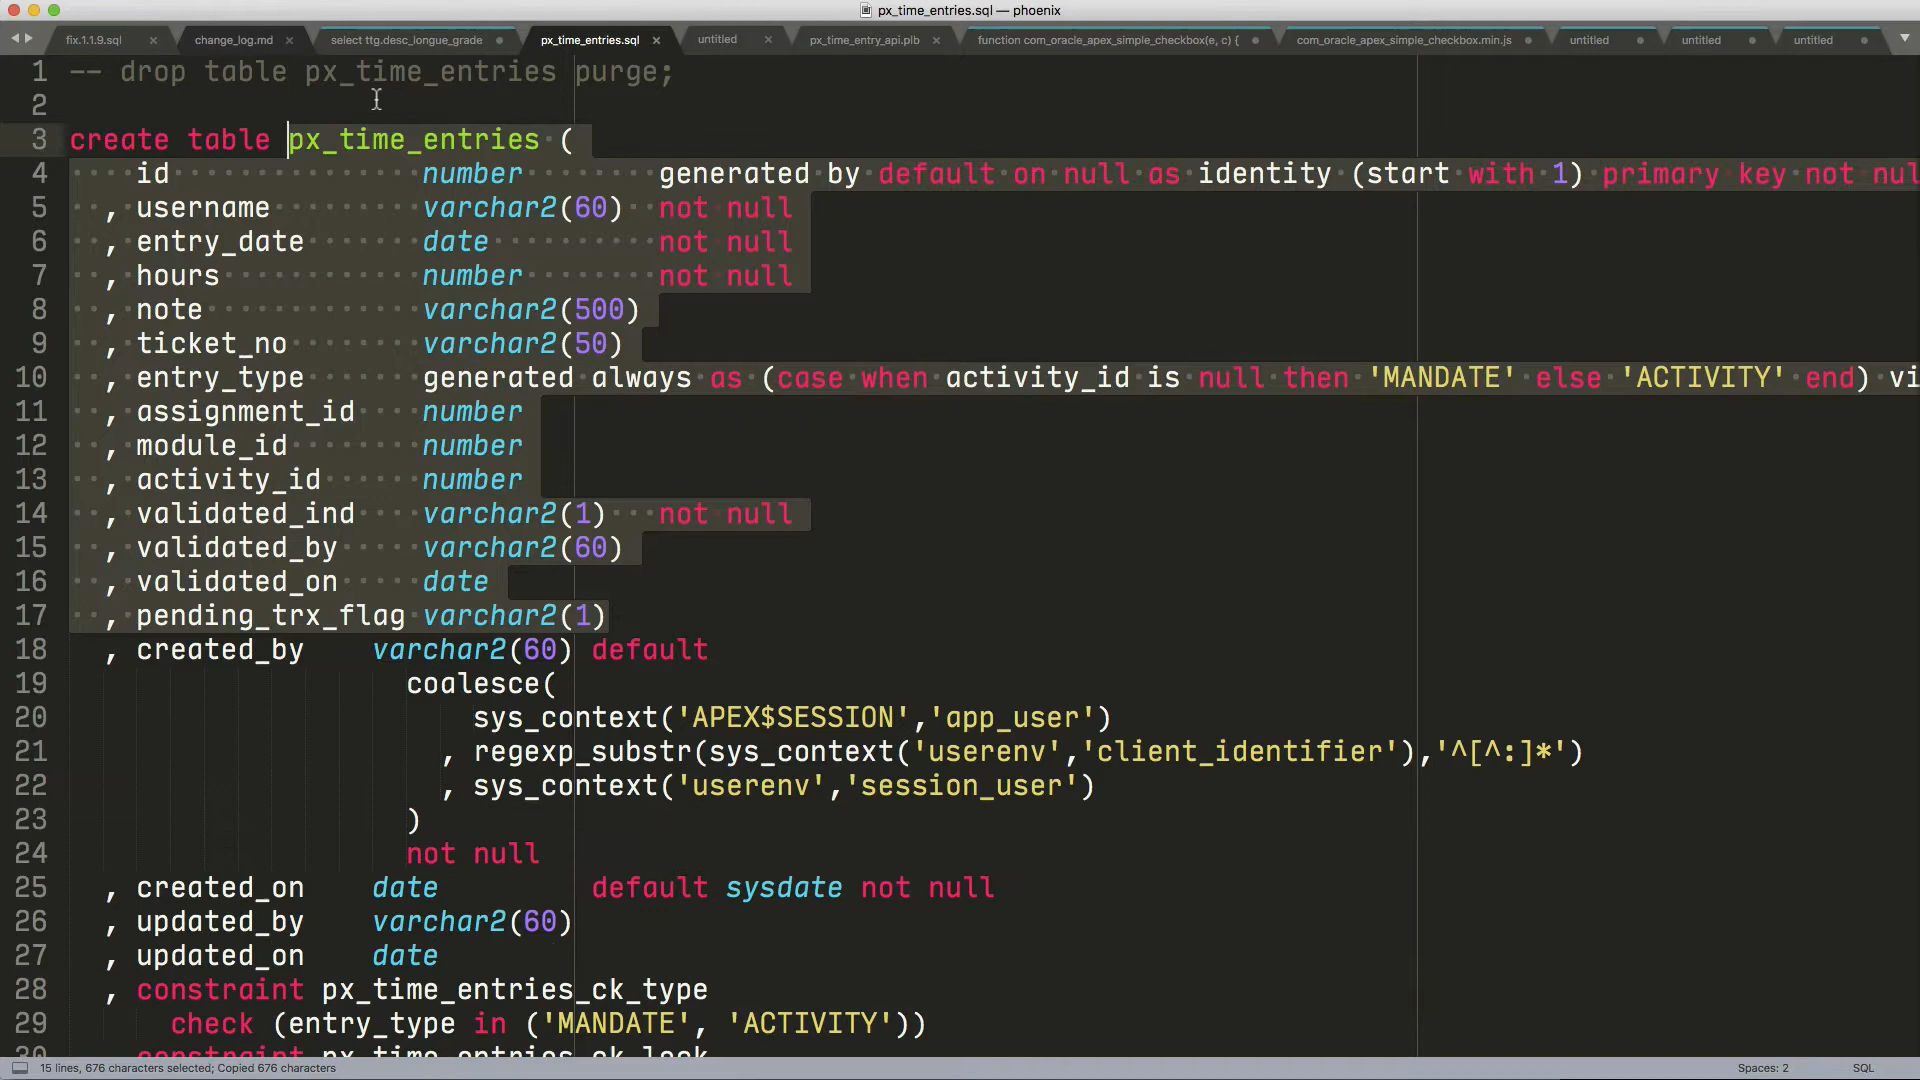 px_time_entries.sql — phoenix
fix.1.1.9.sql
change_log.md
select ttg.desc_longue_grade
px_time_entries.sql
untitled
px_time_entry_api.plb
function com_oracle_apex_simple_checkbox(e, c) {
com_oracle_apex_simple_checkbox.min.js
untitled
untitled
untitled
1 -- drop table px_time_entries purge;
2
3 create table px_time_entries (
4 id number generated by default on null as identity (start with 1) primary key not nul
5 , username varchar2(60) not null
6 , entry_date date not null
7 , hours number not null
8 , note varchar2(500)
9 , ticket_no varchar2(50)
10 , entry_type generated always as (case when activity_id is null then 'MANDATE' else 'ACTIVITY' end) vi
11 , assignment_id number
12 , module_id number
13 , activity_id number
14 , validated_ind varchar2(1) not null
15 , validated_by varchar2(60)
16 , validated_on date
17 , pending_trx_flag varchar2(1)
18 , created_by varchar2(60) default
19 coalesce(
20 sys_context('APEX$SESSION','app_user')
21 , regexp_substr(sys_context('userenv','client_identifier'),'^[^:]*')
22 , sys_context('userenv','session_user')
23 )
24 not null
25 , created_on date default sysdate not null
26 , updated_by varchar2(60)
27 , updated_on date
28 , constraint px_time_entries_ck_type
29 check (entry_type in ('MANDATE', 'ACTIVITY'))
30 , constraint px_time_entries_ck_lock
15 lines, 676 characters selected; Copied 676 characters
Spaces: 2
SQL